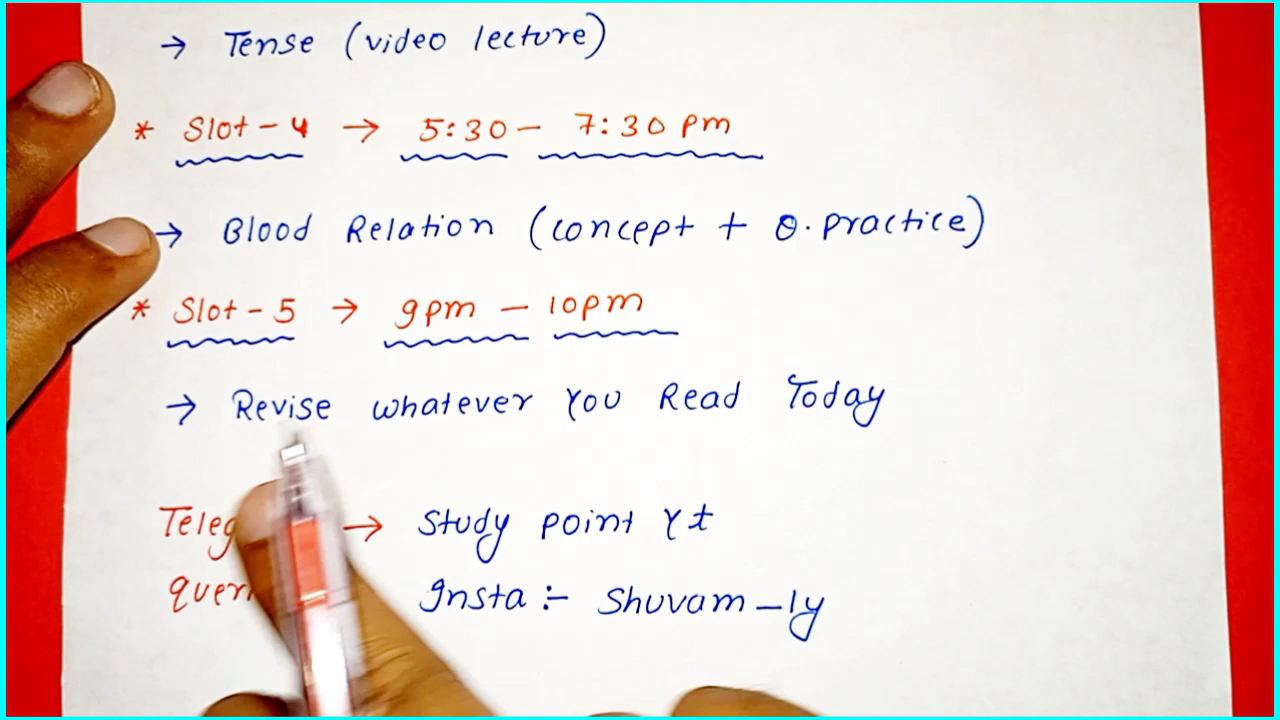 → Tense (video lecture)
* Slot - 4 → 5:30 - 7:30 pm
→ Blood Relation (concept + Q. practice)
* Slot - 5 → 9pm - 10pm
→ Revise whatever You Read Today
→ Study point Yt
Insta :- Shuvam_ly